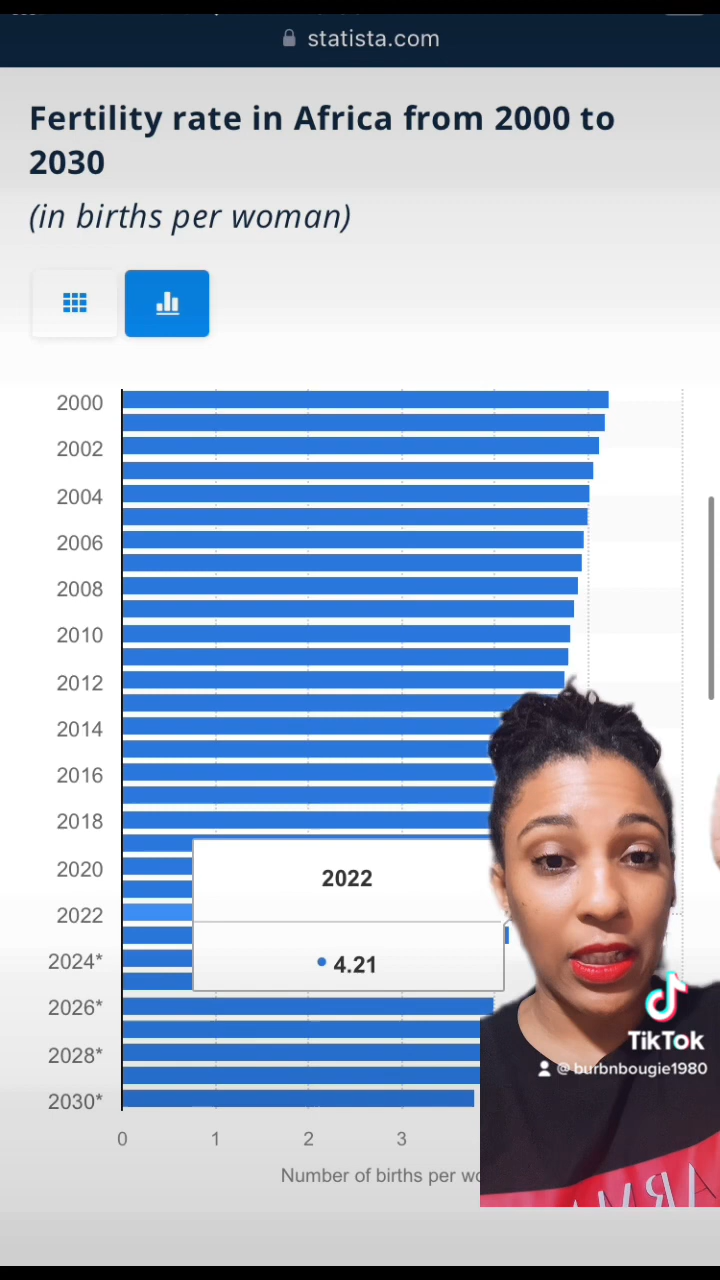 statista.com
Fertility rate in Africa from 2000 to
2030
(in births per woman)
2000
2002
2004
2006
2008
2010
2012
2014
2016
2018
2020
2022
2024*
2026*
2028*
2030*
2022
4.21
0 1 2 3
Number of births per
TikTok
@burbnbougie1980